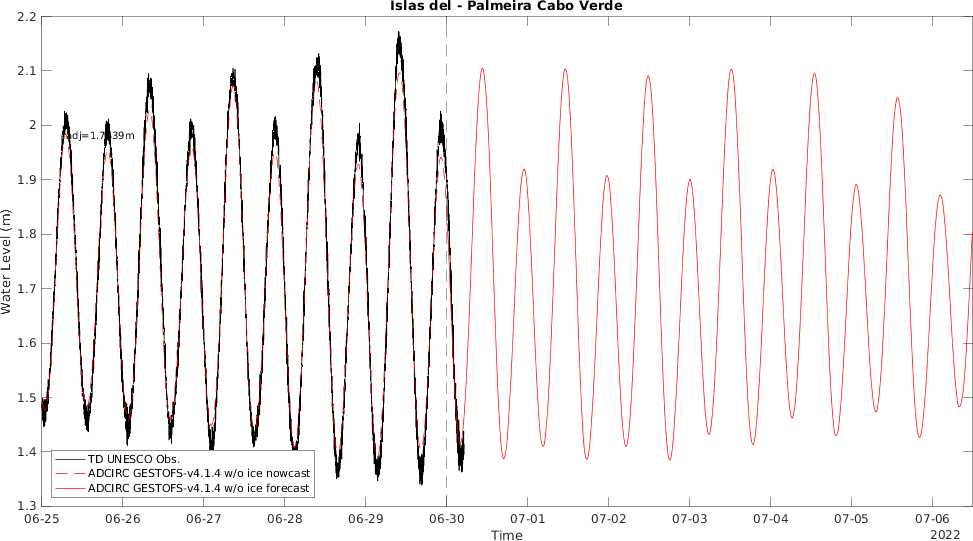 Islas del - Palmeira Cabo Verde
2.2
2.1
2
1.9
1.8
1.7
1.6
1.5
1.4
1.3
Water Level (m)
TD UNESCO Obs.
ADCIRC GESTOFS-v4.1.4 w/o ice nowcast
ADCIRC GESTOFS-v4.1.4 w/o ice forecast
06-25 06-26 06-27 06-28 06-29 06-30 07-01 07-02 07-03 07-04 07-05 07-06
Time
2022